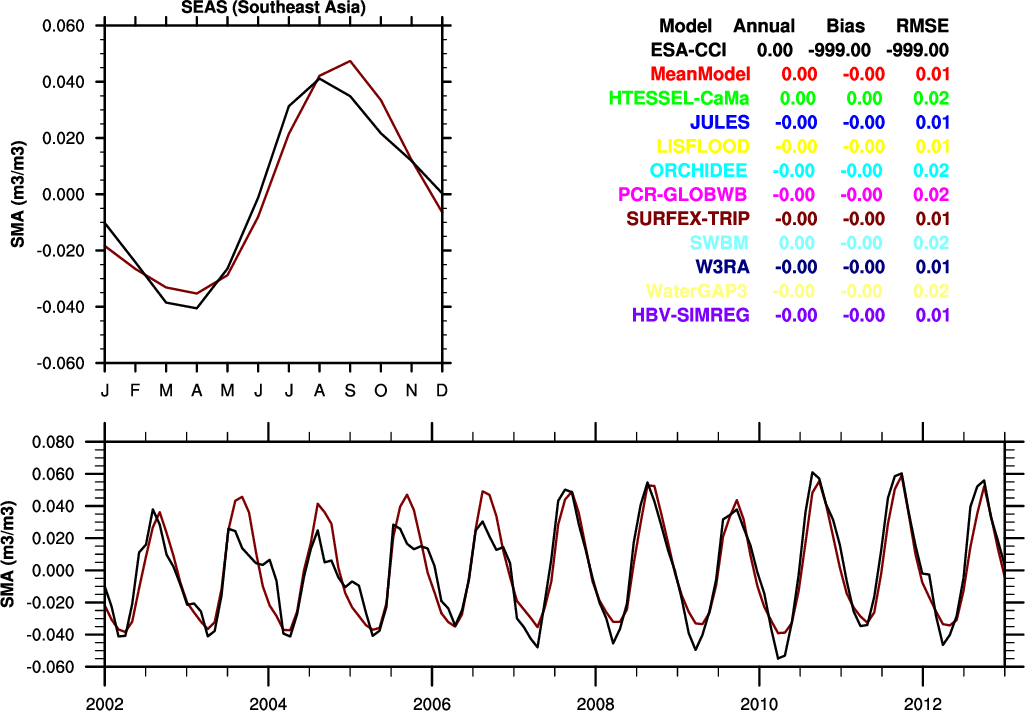 SEAS (Southeast Asia)
0.060
0.040
0.020
0.000
-0.020
-0.040
-0.060
SMA (m3/m3)
J F M A M J J A S O N D
Model Annual Bias RMSE
ESA-CCI 0.00 -999.00 -999.00
MeanModel 0.00 -0.00 0.01
HTESSEL-CaMa 0.00 0.00 0.02
JULES -0.00 -0.00 0.01
LISFLOOD -0.00 -0.00 0.01
ORCHIDEE -0.00 -0.00 0.02
PCR-GLOBWB -0.00 -0.00 0.02
SURFEX-TRIP -0.00 -0.00 0.01
SWBM 0.00 -0.00 0.02
W3RA -0.00 -0.00 0.01
WaterGAP3 -0.00 -0.00 0.02
HBV-SIMREG -0.00 -0.00 0.01
0.080
0.060
0.040
0.020
0.000
-0.020
-0.040
-0.060
SMA (m3/m3)
2002 2004 2006 2008 2010 2012